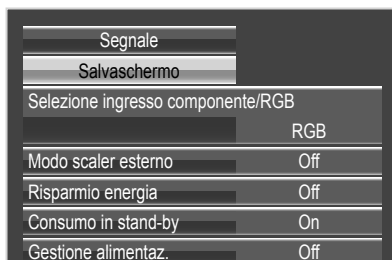 Segnale
Salvaschermo
Selezione ingresso componente/RGB
RGB
Modo scaler esterno Off
Risparmio energia Off
Consumo in stand-by On
Gestione alimentaz. Off